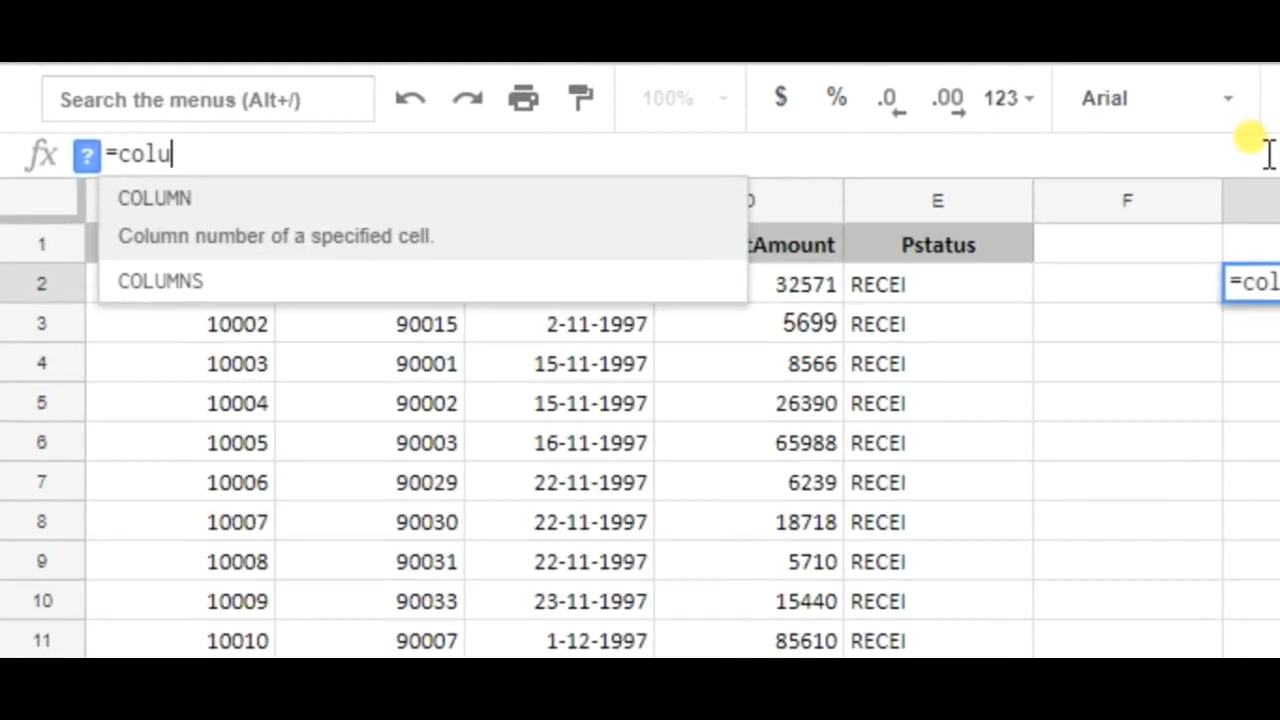 Search the menus (Alt+/)
100%
$ % .0 .00 123
Arial
fx ? =colu
COLUMN
Column number of a specified cell.
COLUMNS
E F
1 Amount Pstatus
2 32571 RECEI =col
3 10002 90015 2-11-1997 5699 RECEI
4 10003 90001 15-11-1997 8566 RECEI
5 10004 90002 15-11-1997 26390 RECEI
6 10005 90003 16-11-1997 65988 RECEI
7 10006 90029 22-11-1997 6239 RECEI
8 10007 90030 22-11-1997 18718 RECEI
9 10008 90031 22-11-1997 5710 RECEI
10 10009 90033 23-11-1997 15440 RECEI
11 10010 90007 1-12-1997 85610 RECEI